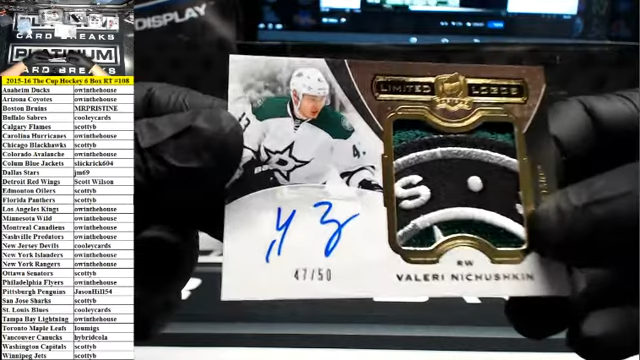 DISPLAY
CARD BREAKS
PLATINUM
CARD BREAKS
2015-16 The Cup Hockey 6 Box RT #108
Anaheim Ducks owinthehouse
Arizona Coyotes owinthehouse
Boston Bruins MRPRISTINE
Buffalo Sabres cooleycards
Calgary Flames scottyb
Carolina Hurricanes owinthehouse
Chicago Blackhawks scottyb
Colorado Avalanche owinthehouse
Colum Blue Jackets slickrick604
Dallas Stars jm69
Detroit Red Wings Scott Wilson
Edmonton Oilers scottyb
Florida Panthers scottyb
Los Angeles Kings owinthehouse
Minnesota Wild owinthehouse
Montreal Canadiens owinthehouse
Nashville Predators owinthehouse
New Jersey Devils cooleycards
New York Islanders owinthehouse
New York Rangers owinthehouse
Ottawa Senators scottyb
Philadelphia Flyers owinthehouse
Pittsburgh Penguins JasonHill54
San Jose Sharks scottyb
St. Louis Blues cooleycards
Tampa Bay Lightning owinthehouse
Toronto Maple Leafs loumigs
Vancouver Canucks hybridcola
Washington Capitals scottyb
Winnipeg Jets scottyb
LIMITED LOGOS
43
47/50
RW
VALERI NICHUSHKIN